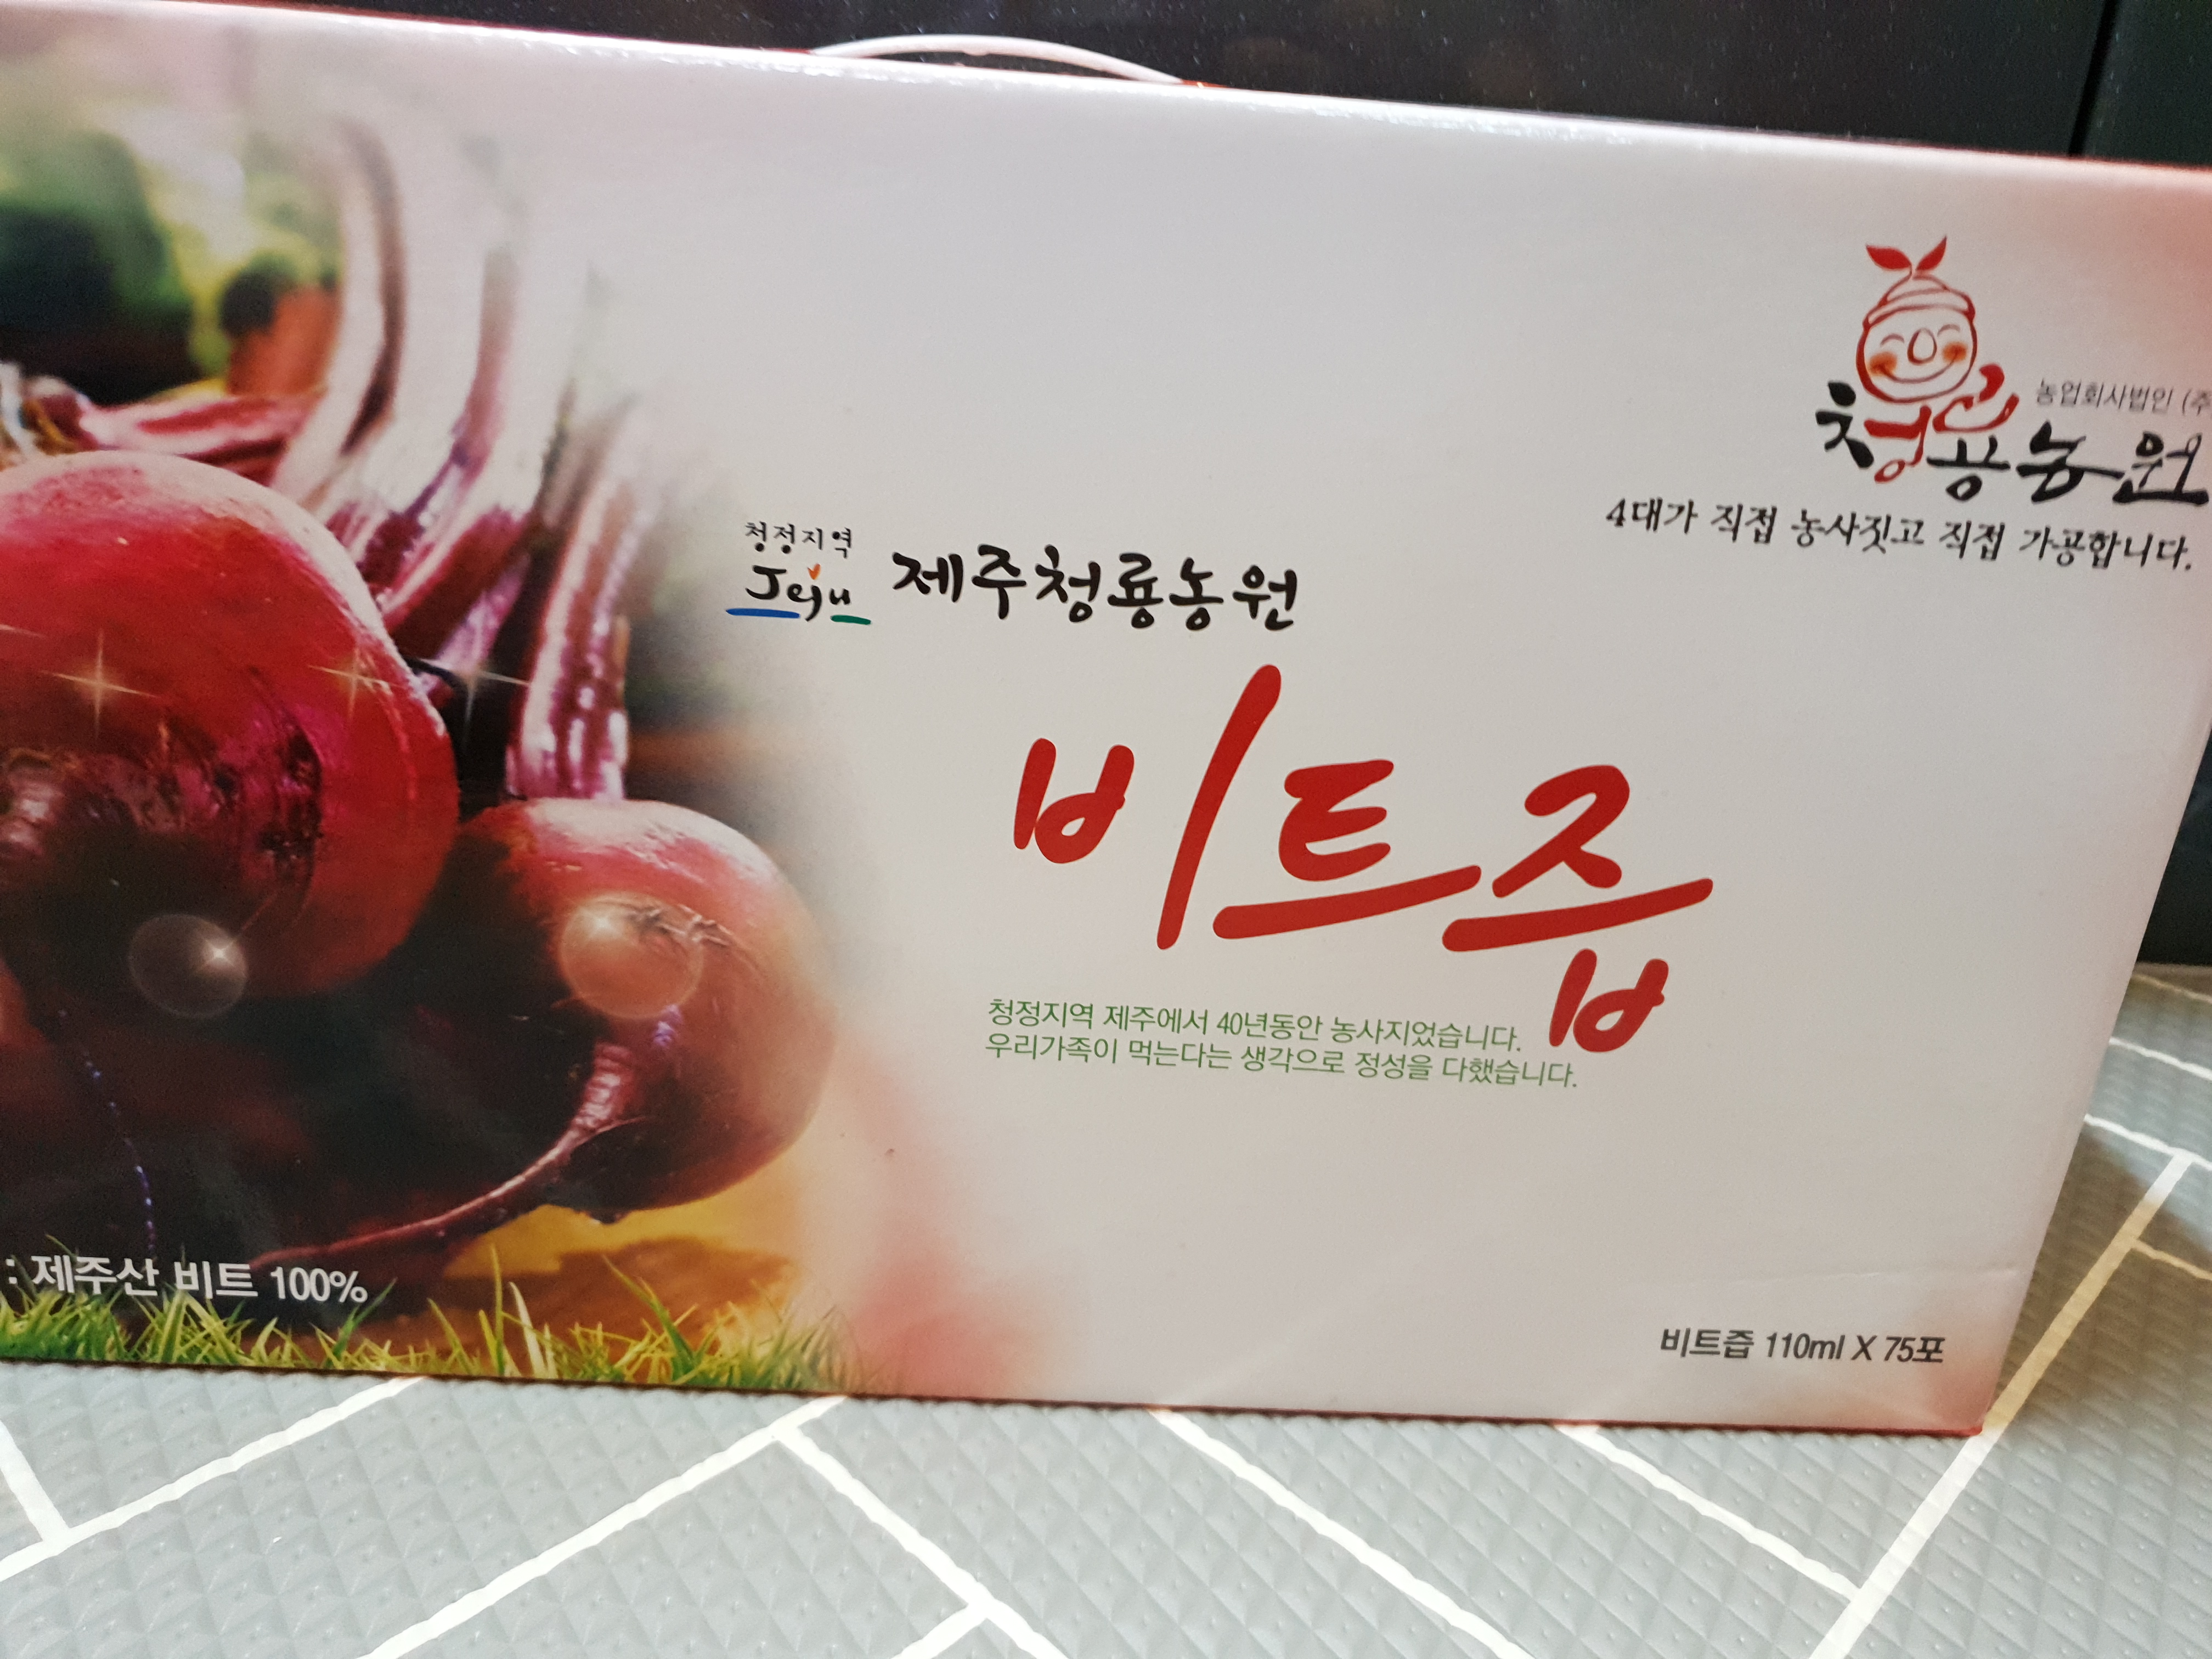 농업회사법인 (주
청룡농원
4대가 직접 농사짓고 직접 가공합니다.
청정지역
Jeju 제주청룡농원
비트즙
청정지역 제주에서 40년동안 농사지었습니다.
우리가족이 먹는다는 생각으로 정성을 다했습니다.
: 제주산 비트 100%
비트즙 110ml X 75포